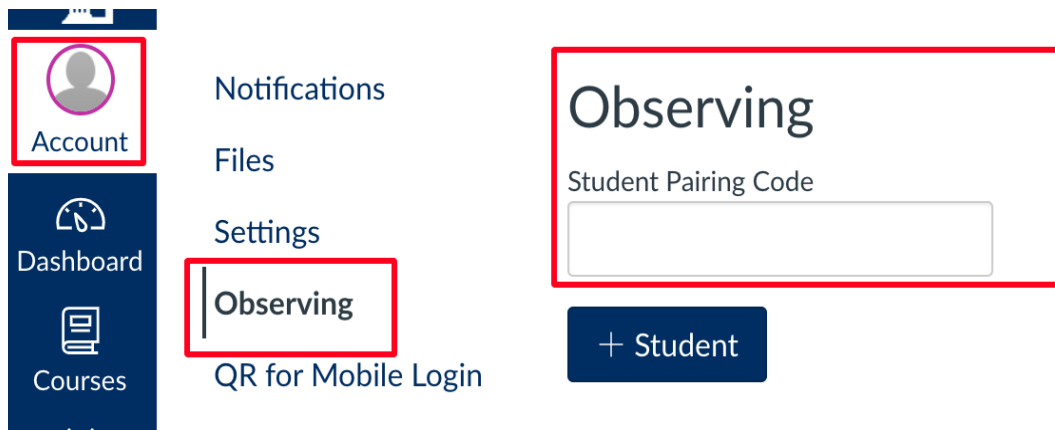 Account
Dashboard
Courses
Notifications
Files
Settings
Observing
QR for Mobile Login
Observing
Student Pairing Code
+ Student